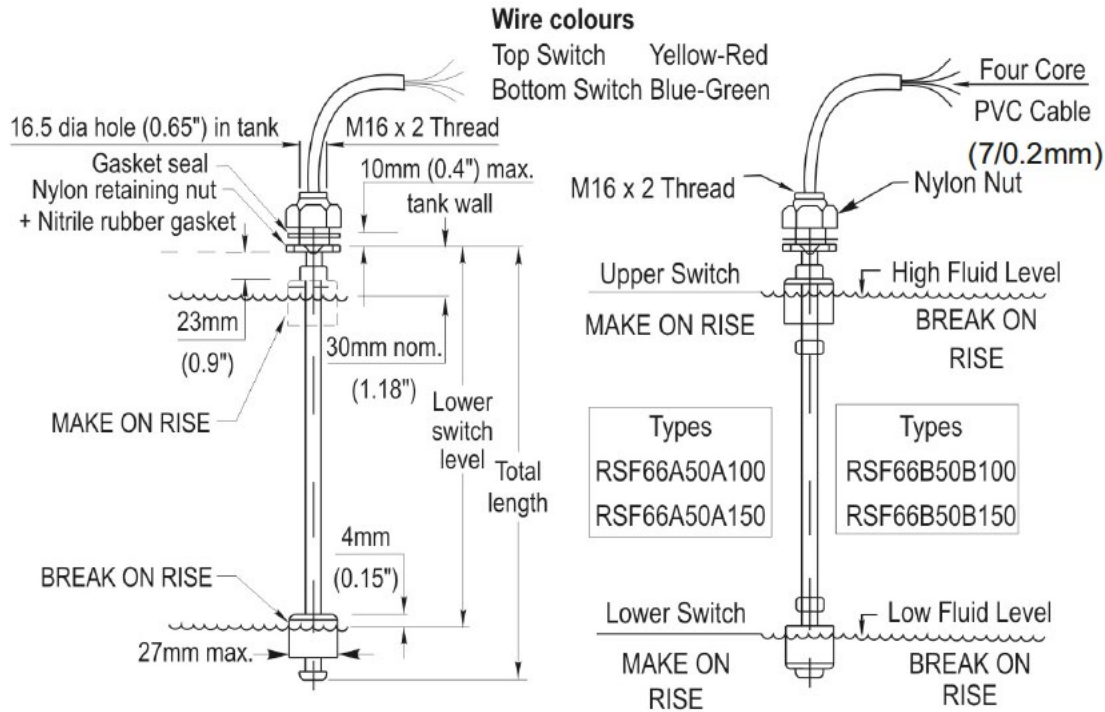 Wire colours
Top Switch Yellow-Red
Bottom Switch Blue-Green
16.5 dia hole (0.65") in tank
Gasket seal
Nylon retaining nut
+ Nitrile rubber gasket
M16 x 2 Thread
10mm (0.4") max.
tank wall
23mm
(0.9")
30mm nom.
(1.18")
MAKE ON RISE
Lower
switch
level
Total
length
4mm
(0.15")
BREAK ON RISE
27mm max.
Four Core
PVC Cable
(7/0.2mm)
M16 x 2 Thread
Nylon Nut
Upper Switch
High Fluid Level
MAKE ON RISE
BREAK ON
RISE
Types
RSF66A50A100
RSF66A50A150
Types
RSF66B50B100
RSF66B50B150
Lower Switch
Low Fluid Level
MAKE ON
RISE
BREAK ON
RISE